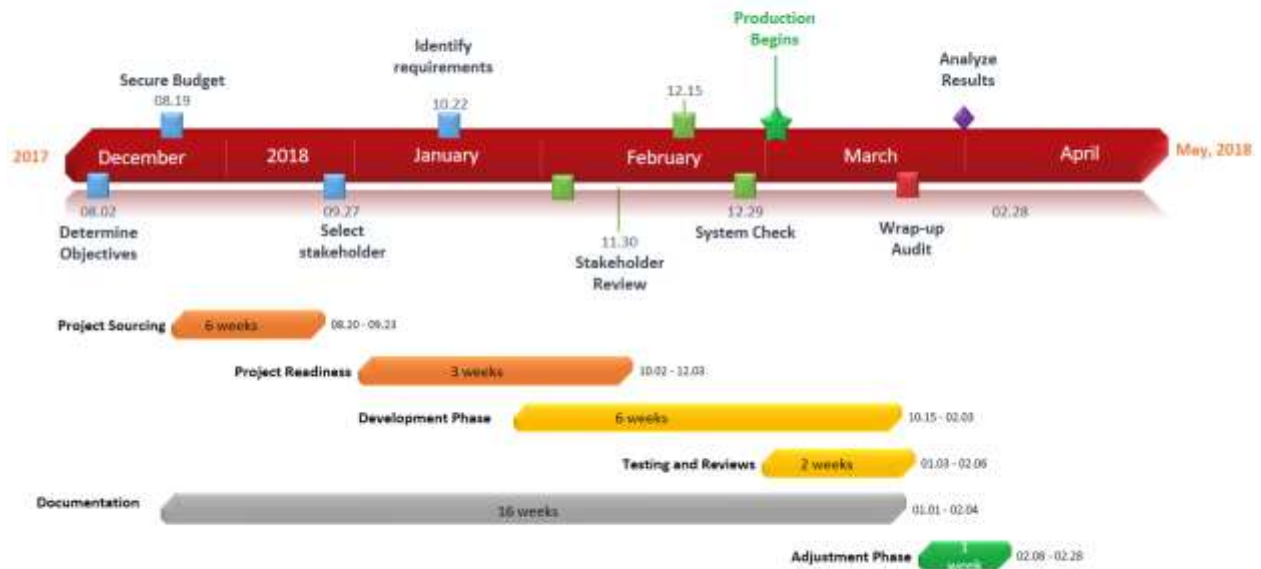 Production
Begins
Identify
requirements
Analyze
Results
Secure Budget
08.19
10.22
12.15
2017
December
2018
January
February
March
April
May, 2018
08.02
Determine
Objectives
09.27
Select
stakeholder
11.30
Stakeholder
Review
12.29
System Check
Wrap-up
Audit
02.28
Project Sourcing
6 weeks
08.20 - 09.23
Project Readiness
3 weeks
10.02 - 12.03
Development Phase
6 weeks
10.15 - 02.03
Testing and Reviews
2 weeks
01.03 - 02.06
Documentation
16 weeks
01.01 - 02.04
Adjustment Phase
1
week
02.08 - 02.28